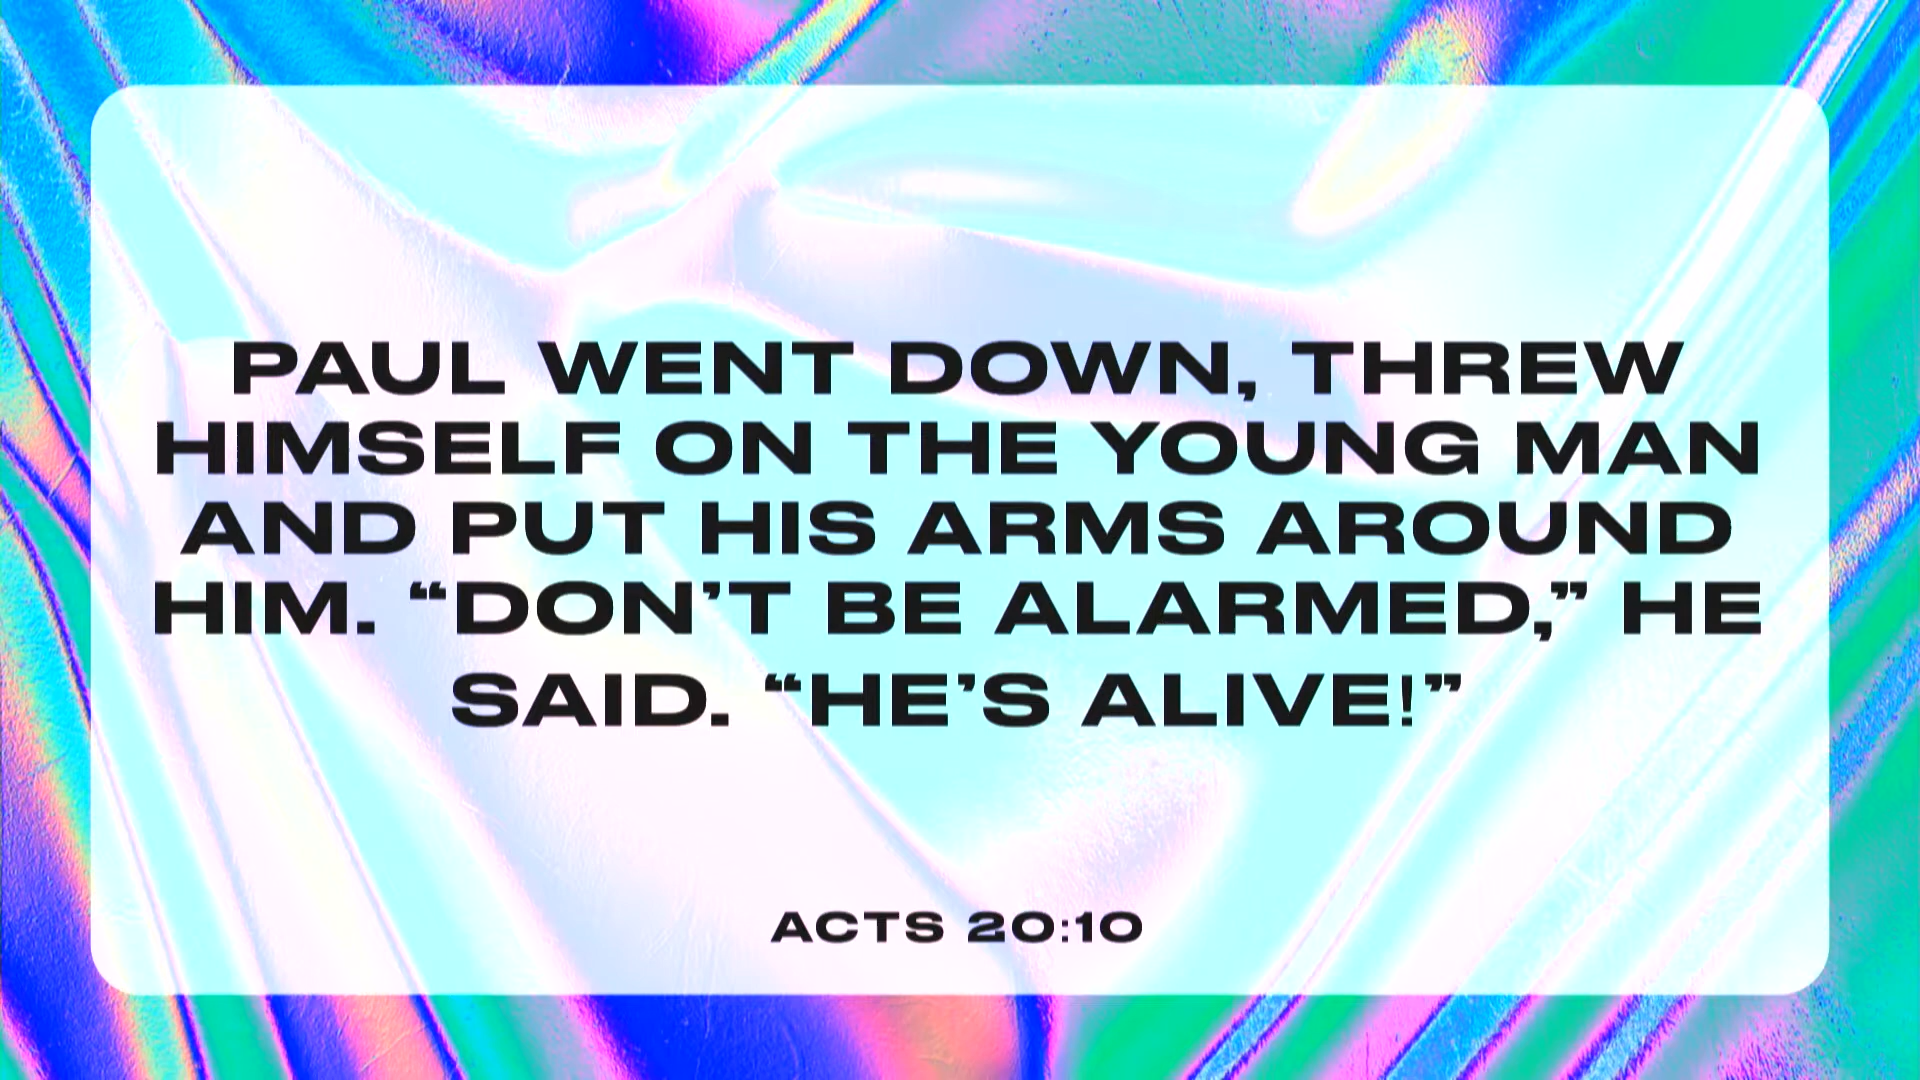 PAUL WENT DOWN, THREW
HIMSELF ON THE YOUNG MAN
AND PUT HIS ARMS AROUND
HIM. “DON’T BE ALARMED,” HE
SAID. “HE’S ALIVE!”
ACTS 20:10